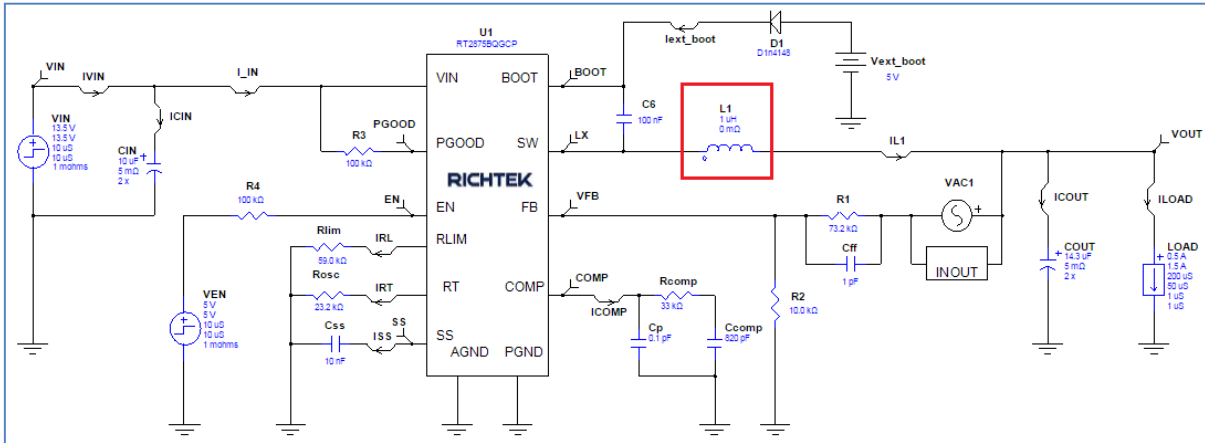 U1
RT2875BQGCP
VIN
BOOT
PGOOD
SW
RICHTEK
EN
FB
RLIM
RT
COMP
SS
AGND
PGND
VIN
IVIN
I_IN
ICIN
VIN
13.5 V
13.5 V
10 uS
10 uS
1 mohms
CIN
10 uF
5 mΩ
2 x
+
PGOOD
R3
100 kΩ
R4
100 kΩ
EN
Rlim
59.0 kΩ
IRL
Rosc
23.2 kΩ
IRT
Css
10 nF
ISS
SS
VEN
5 V
5 V
10 uS
10 uS
1 mohms
BOOT
Iext_boot
D1
D1n4148
Vext_boot
5 V
C6
100 nF
LX
L1
1 uH
0 mΩ
IL1
VOUT
VFB
R1
73.2 kΩ
Cff
1 pF
VAC1
+
INOUT
R2
10.0 kΩ
COMP
ICOMP
Rcomp
33 kΩ
Cp
0.1 pF
Ccomp
820 pF
ICOUT
COUT
14.3 uF
5 mΩ
2 x
+
ILOAD
LOAD
0.5 A
1.5 A
200 uS
50 uS
1 uS
1 uS
+